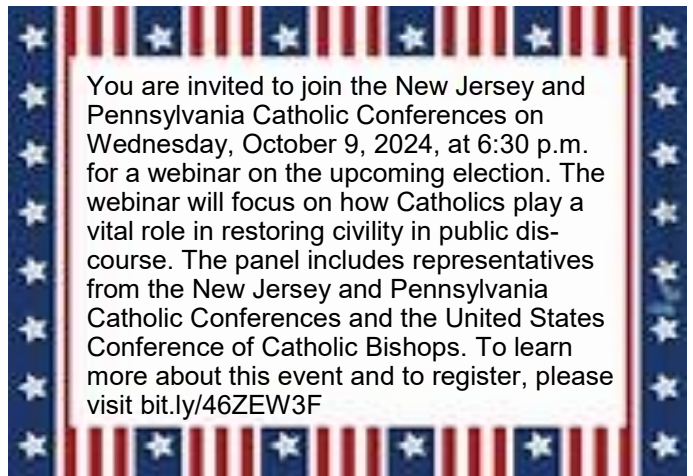 You are invited to join the New Jersey and
Pennsylvania Catholic Conferences on
Wednesday, October 9, 2024, at 6:30 p.m.
for a webinar on the upcoming election. The
webinar will focus on how Catholics play a
vital role in restoring civility in public dis-
course. The panel includes representatives
from the New Jersey and Pennsylvania
Catholic Conferences and the United States
Conference of Catholic Bishops. To learn
more about this event and to register, please
visit bit.ly/46ZEW3F